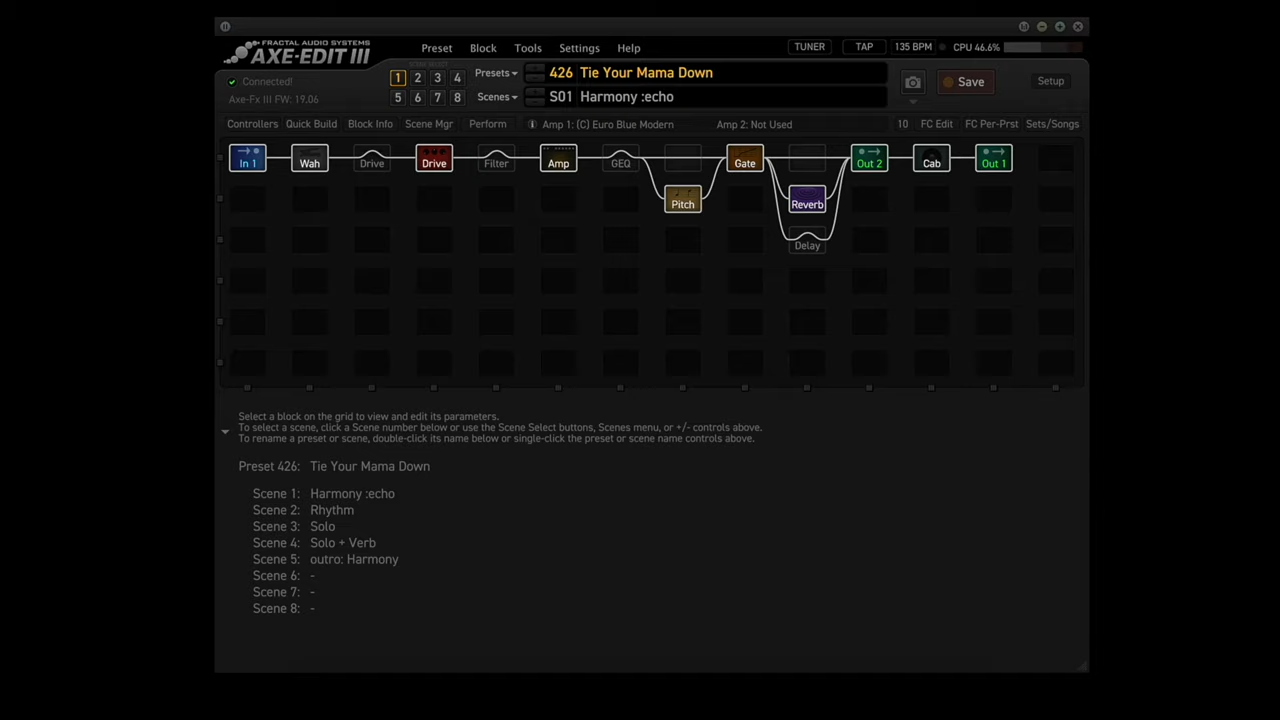 FRACTAL AUDIO SYSTEMS
AXE-EDIT III
Preset Block Tools Settings Help
TUNER TAP 135 BPM CPU 46.6%
SCENE SELECT
Connected!
Axe-Fx III FW: 19.06
1 2 3 4
5 6 7 8
Presets 426 Tie Your Mama Down
Scenes S01 Harmony :echo
Save
Setup
Controllers Quick Build Block Info Scene Mgr Perform Amp 1: (C) Euro Blue Modern Amp 2: Not Used 10 FC Edit FC Per-Prst Sets/Songs
In 1 Wah Drive Drive Filter Amp GEQ Gate Out 2 Cab Out 1
Pitch Reverb
Delay
Select a block on the grid to view and edit its parameters.
To select a scene, click a Scene number below or use the Scene Select buttons, Scenes menu, or +/- controls above.
To rename a preset or scene, double-click its name below or single-click the preset or scene name controls above.
Preset 426: Tie Your Mama Down
Scene 1: Harmony :echo
Scene 2: Rhythm
Scene 3: Solo
Scene 4: Solo + Verb
Scene 5: outro: Harmony
Scene 6: -
Scene 7: -
Scene 8: -